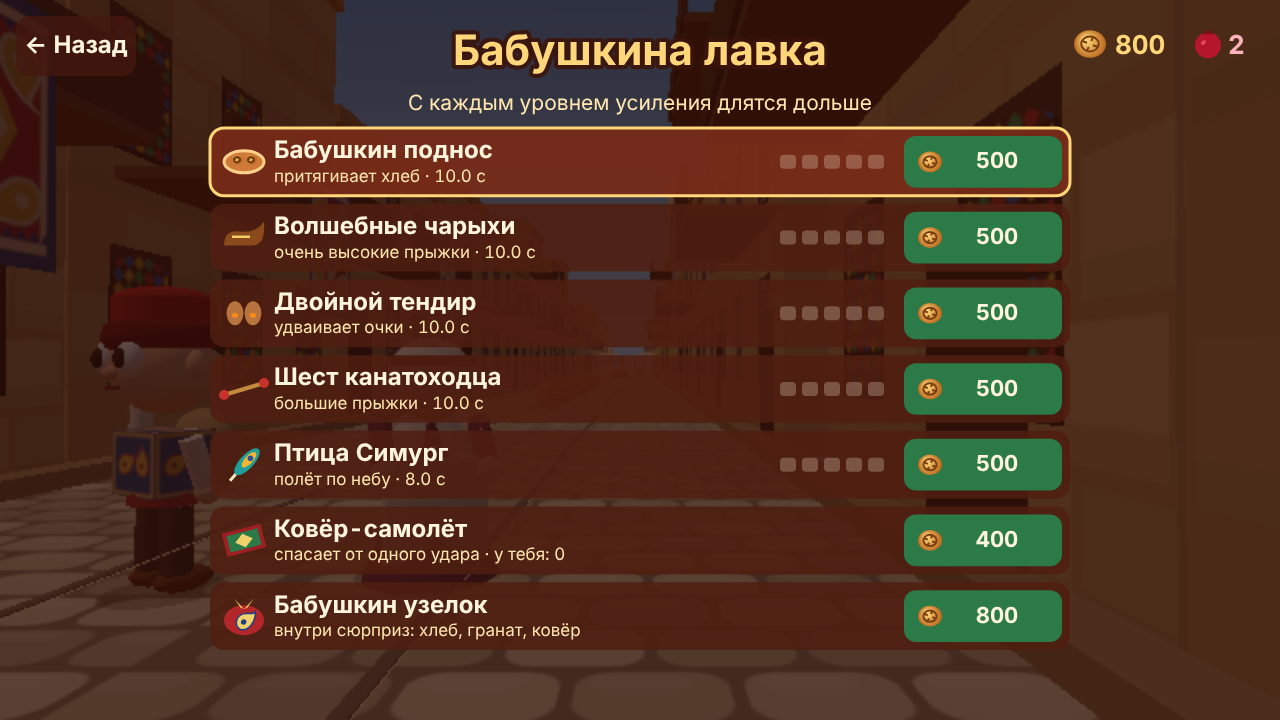 ← Назад
Бабушкина лавка
800
2
С каждым уровнем усиления длятся дольше
Бабушкин поднос
притягивает хлеб · 10.0 с
500
Волшебные чарыхи
очень высокие прыжки · 10.0 с
500
Двойной тендир
удваивает очки · 10.0 с
500
Шест канатоходца
большие прыжки · 10.0 с
500
Птица Симург
полёт по небу · 8.0 с
500
Ковёр-самолёт
спасает от одного удара · у тебя: 0
400
Бабушкин узелок
внутри сюрприз: хлеб, гранат, ковёр
800